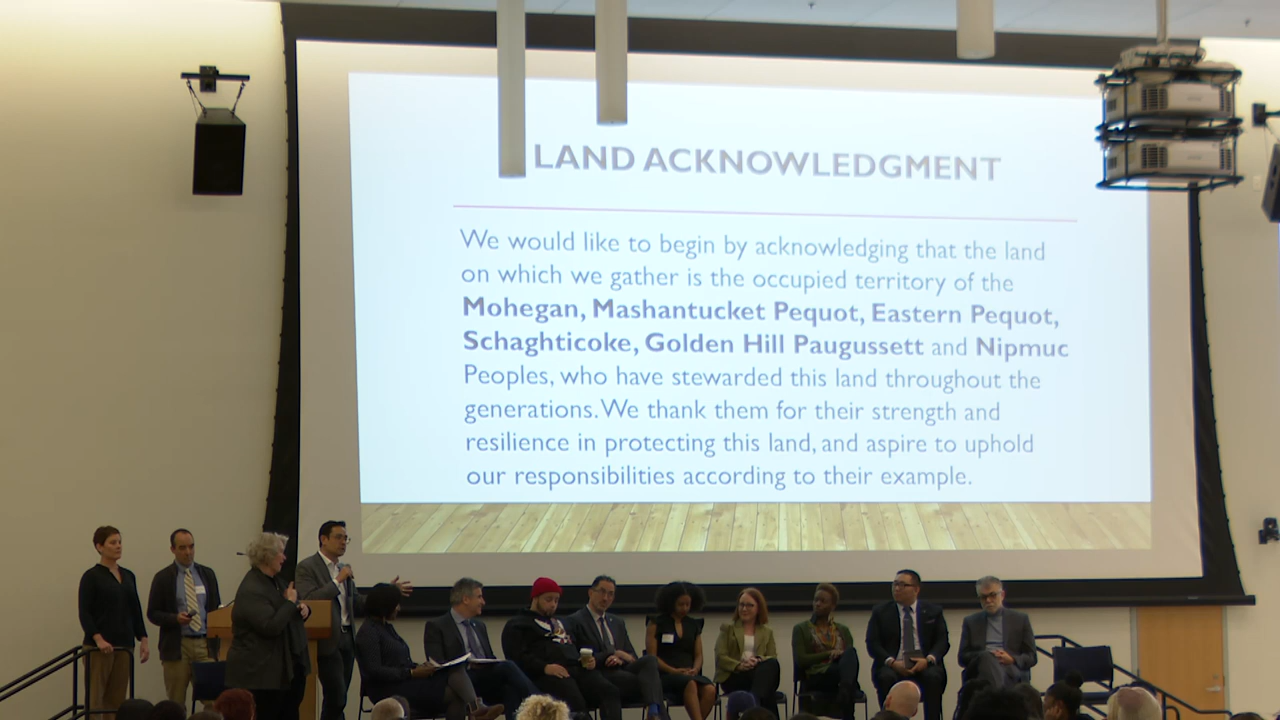 LAND ACKNOWLEDGMENT
We would like to begin by acknowledging that the land
on which we gather is the occupied territory of the
Mohegan, Mashantucket Pequot, Eastern Pequot,
Schaghticoke, Golden Hill Paugussett and Nipmuc
Peoples, who have stewarded this land throughout the
generations. We thank them for their strength and
resilience in protecting this land, and aspire to uphold
our responsibilities according to their example.